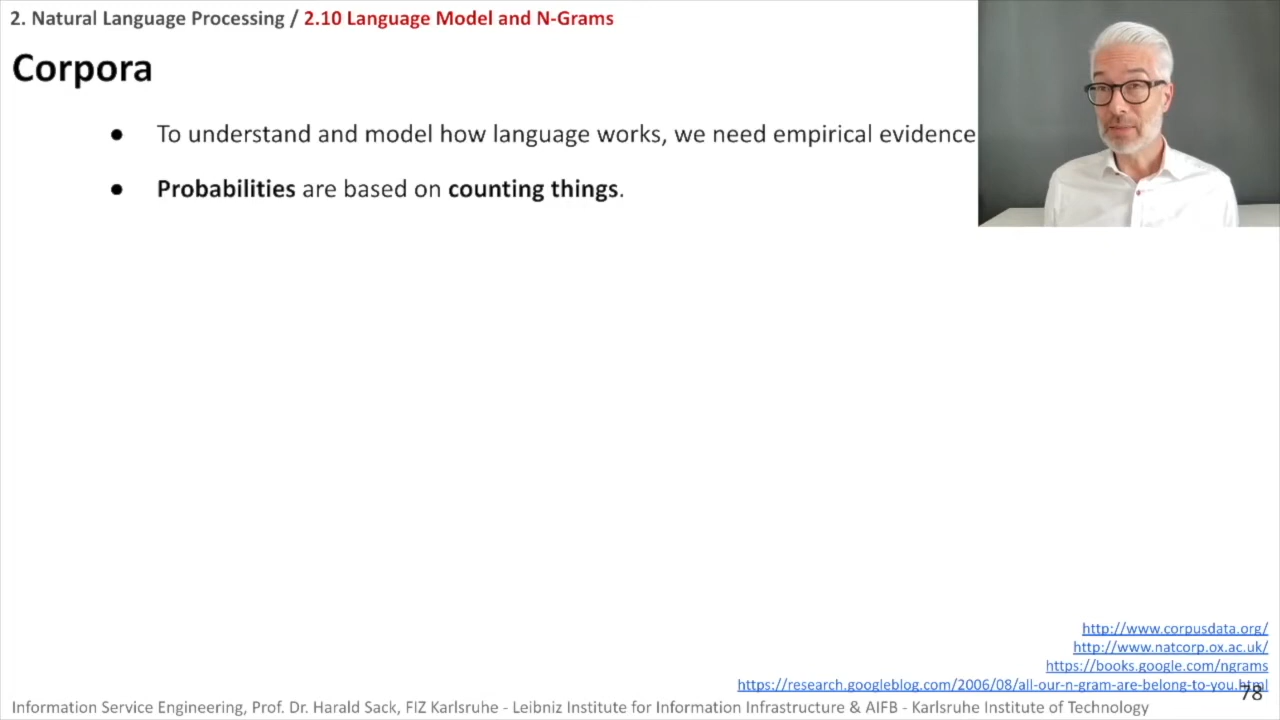 2. Natural Language Processing / 2.10 Language Model and N-Grams
Corpora
● To understand and model how language works, we need empirical evidence
● Probabilities are based on counting things.
http://www.corpusdata.org/
http://www.natcorp.ox.ac.uk/
https://books.google.com/ngrams
https://research.googleblog.com/2006/08/all-our-n-gram-are-belong-to-you.html
78
Information Service Engineering, Prof. Dr. Harald Sack, FIZ Karlsruhe - Leibniz Institute for Information Infrastructure & AIFB - Karlsruhe Institute of Technology